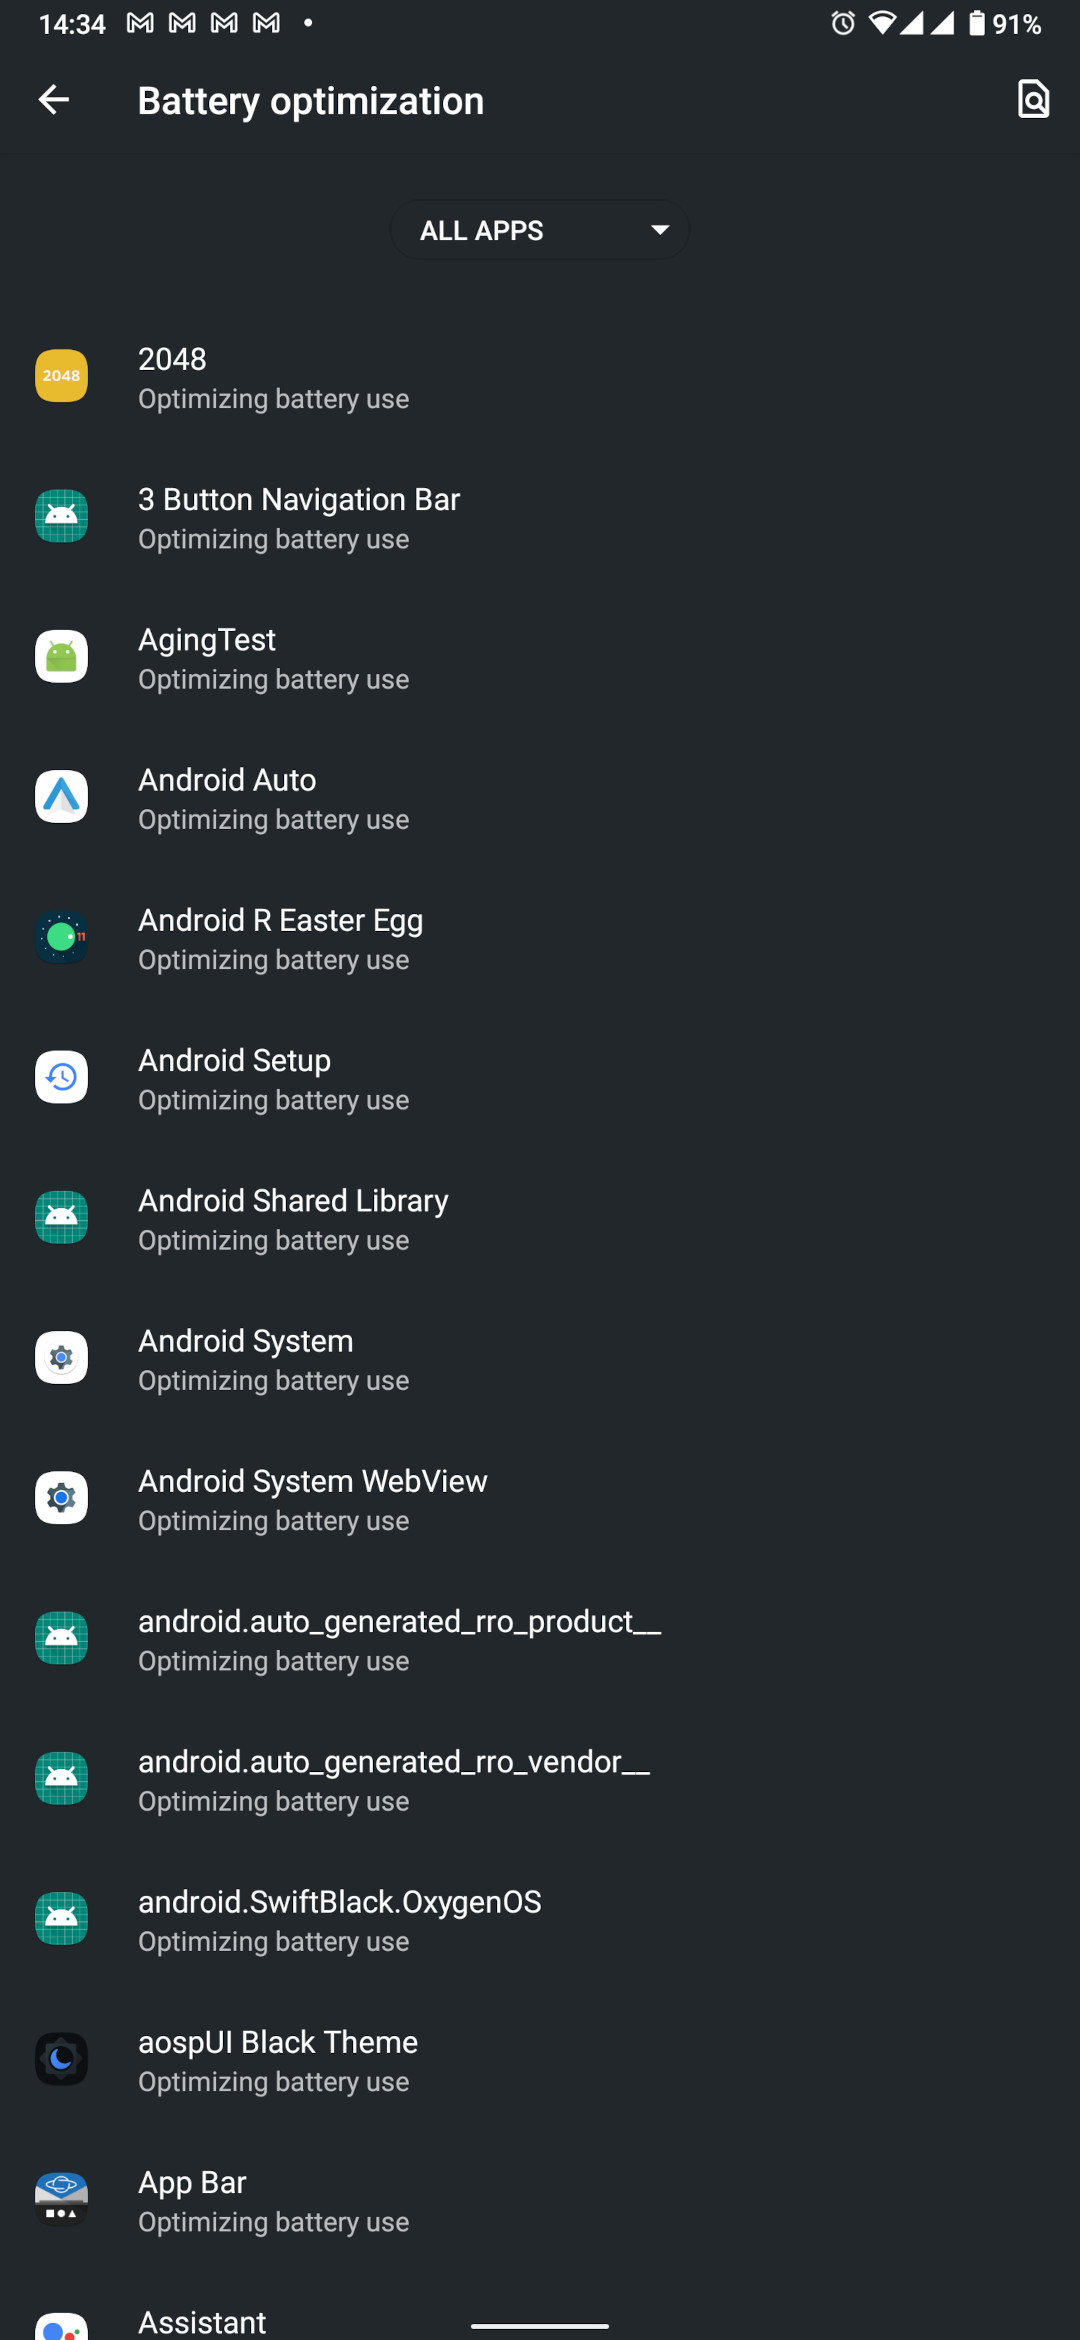 14:34
91%
Battery optimization
ALL APPS
2048
2048
Optimizing battery use
3 Button Navigation Bar
Optimizing battery use
AgingTest
Optimizing battery use
Android Auto
Optimizing battery use
11
Android R Easter Egg
Optimizing battery use
Android Setup
Optimizing battery use
Android Shared Library
Optimizing battery use
Android System
Optimizing battery use
Android System WebView
Optimizing battery use
android.auto_generated_rro_product__
Optimizing battery use
android.auto_generated_rro_vendor__
Optimizing battery use
android.SwiftBlack.OxygenOS
Optimizing battery use
aospUI Black Theme
Optimizing battery use
App Bar
Optimizing battery use
Assistant